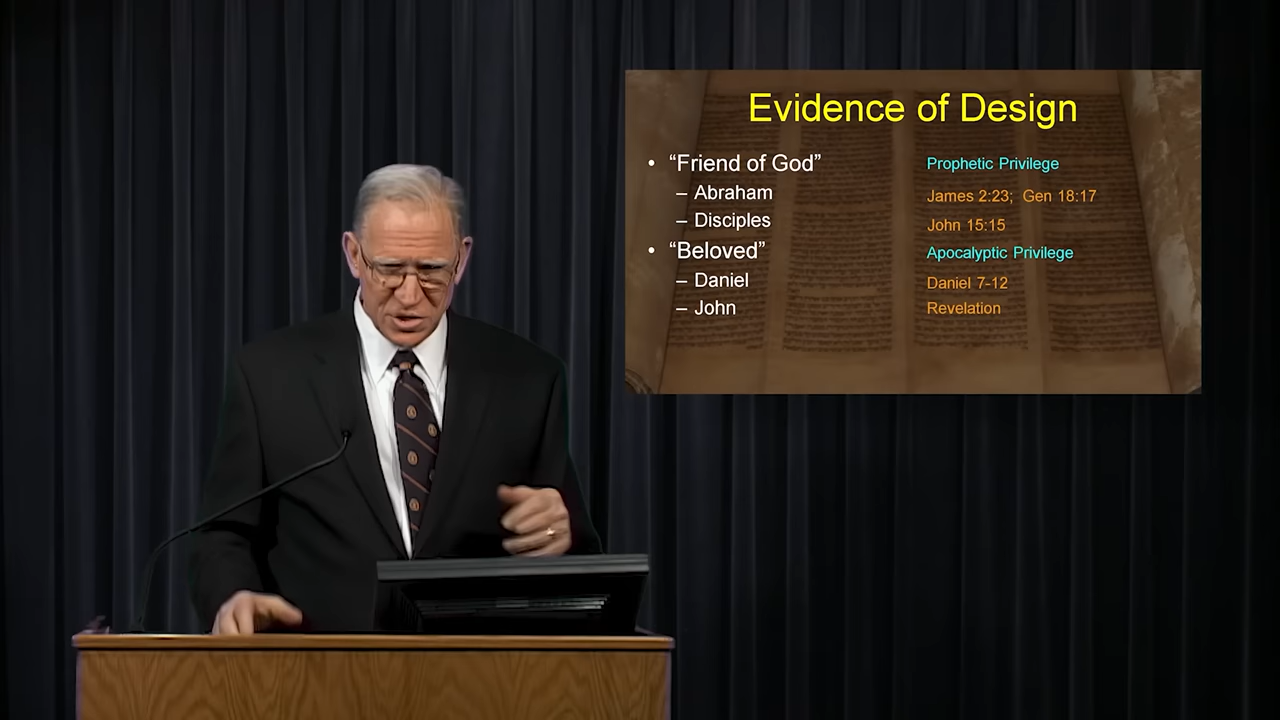 Evidence of Design
• “Friend of God” Prophetic Privilege
– Abraham James 2:23; Gen 18:17
– Disciples John 15:15
• “Beloved” Apocalyptic Privilege
– Daniel Daniel 7-12
– John Revelation